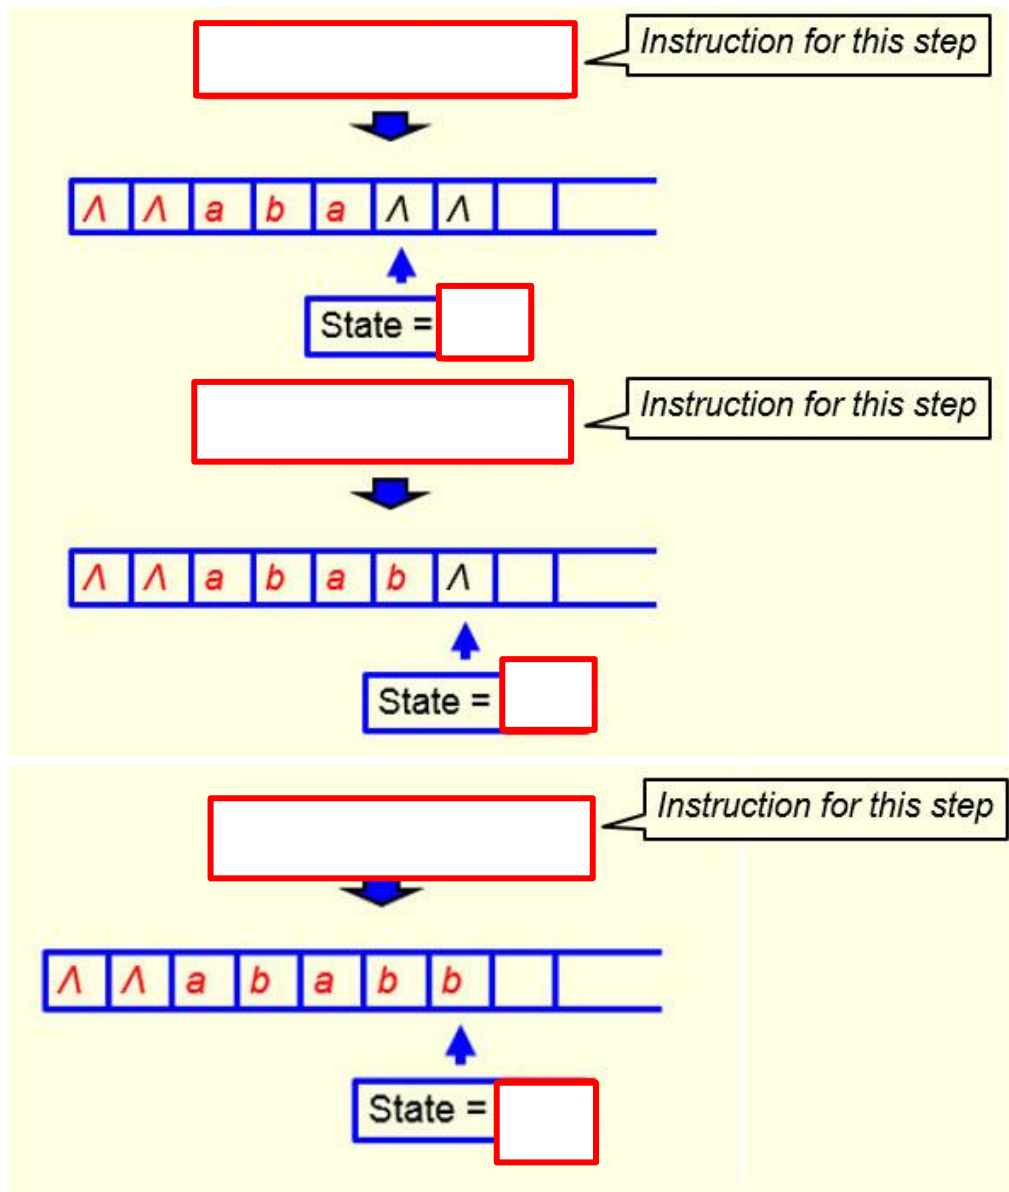 Instruction for this step
Λ Λ a b a Λ Λ
State =
Instruction for this step
Λ Λ a b a b Λ
State =
Instruction for this step
Λ Λ a b a b b
State =